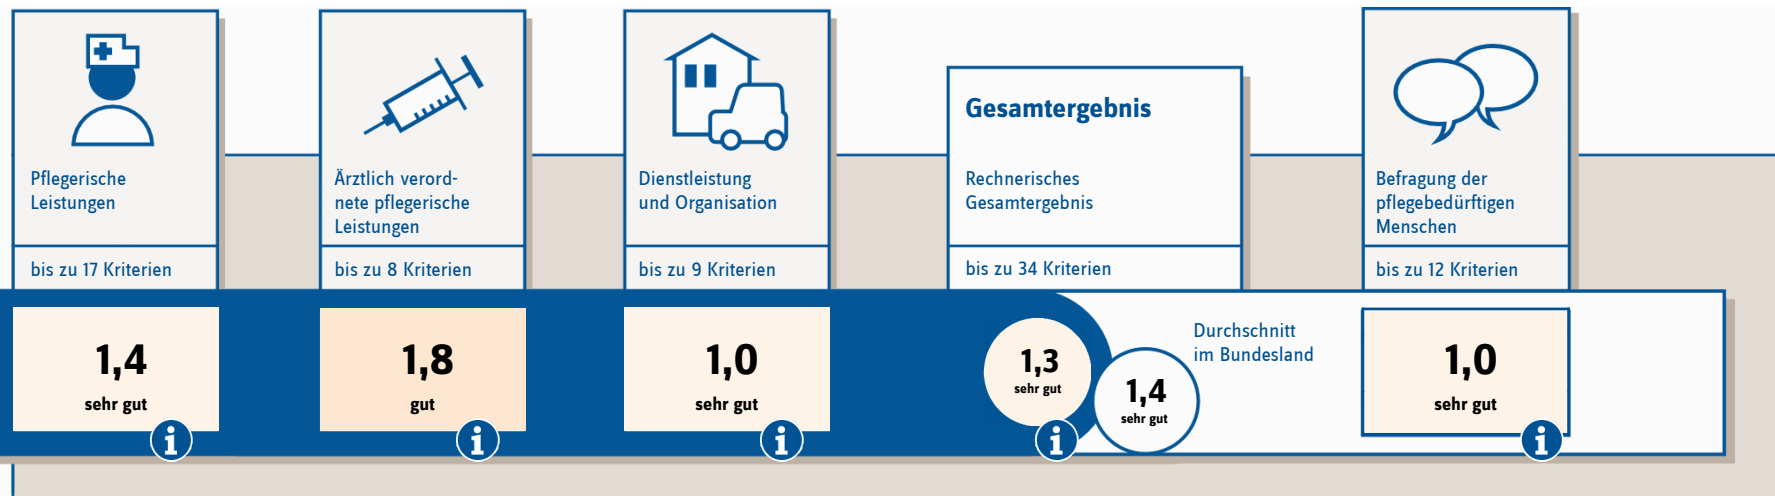 Pflegerische
Leistungen
bis zu 17 Kriterien
1,4
sehr gut
i
Ärztlich verord-
nete pflegerische
Leistungen
bis zu 8 Kriterien
1,8
gut
i
Dienstleistung
und Organisation
bis zu 9 Kriterien
1,0
sehr gut
i
Gesamtergebnis
Rechnerisches
Gesamtergebnis
bis zu 34 Kriterien
1,3
sehr gut
i
Durchschnitt
im Bundesland
1,4
sehr gut
Befragung der
pflegebedürftigen
Menschen
bis zu 12 Kriterien
1,0
sehr gut
i